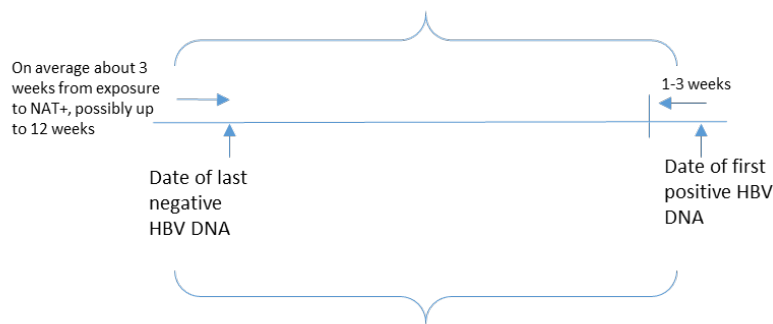 On average about 3
weeks from exposure
to NAT+, possibly up
to 12 weeks
1-3 weeks
Date of last
negative
HBV DNA
Date of first
positive HBV
DNA